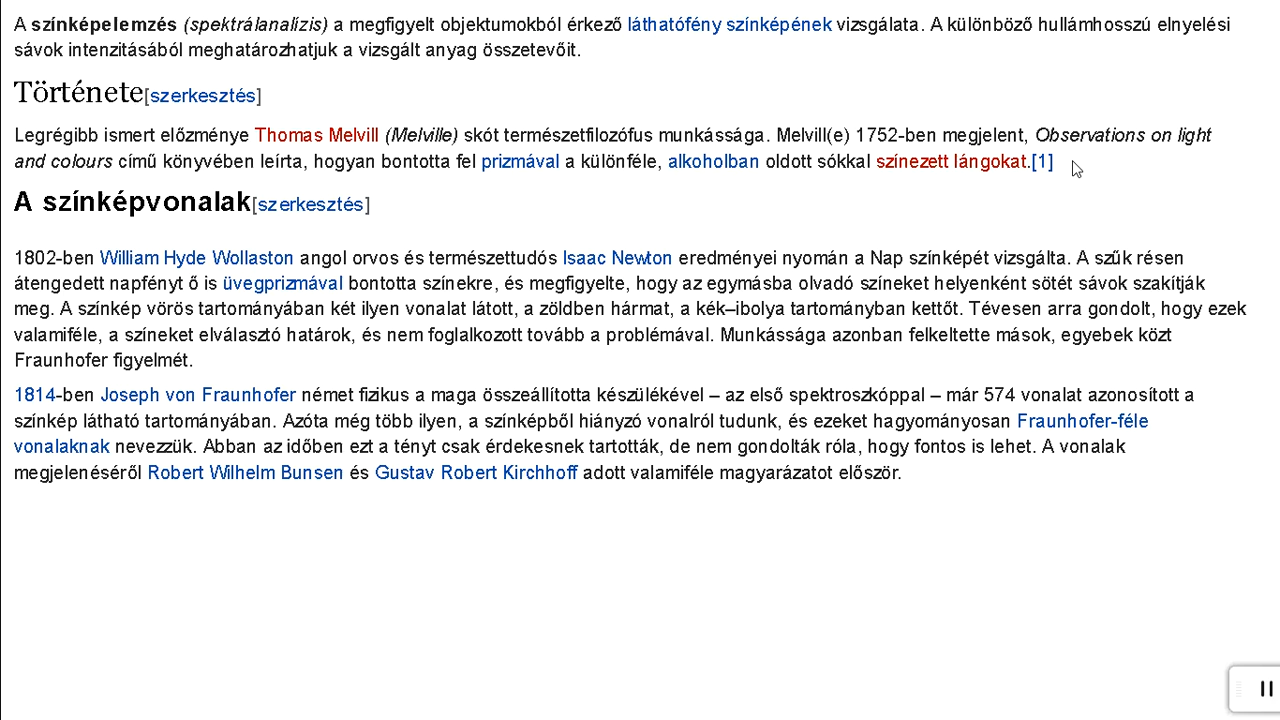 A színképelemzés (spektrálanalízis) a megfigyelt objektumokból érkező láthatófény színképének vizsgálata. A különböző hullámhosszú elnyelési
sávok intenzitásából meghatározhatjuk a vizsgált anyag összetevőit.
Története[szerkesztés]
Legrégibb ismert előzménye Thomas Melvill (Melville) skót természetfilozófus munkássága. Melvill(e) 1752-ben megjelent, Observations on light
and colours című könyvében leírta, hogyan bontotta fel prizmával a különféle, alkoholban oldott sókkal színezett lángokat.[1]
A színképvonalak[szerkesztés]
1802-ben William Hyde Wollaston angol orvos és természettudós Isaac Newton eredményei nyomán a Nap színképét vizsgálta. A szűk résen
átengedett napfényt ő is üvegprizmával bontotta színekre, és megfigyelte, hogy az egymásba olvadó színeket helyenként sötét sávok szakítják
meg. A színkép vörös tartományában két ilyen vonalat látott, a zöldben hármat, a kék–ibolya tartományban kettőt. Tévesen arra gondolt, hogy ezek
valamiféle, a színeket elválasztó határok, és nem foglalkozott tovább a problémával. Munkássága azonban felkeltette mások, egyebek közt
Fraunhofer figyelmét.
1814-ben Joseph von Fraunhofer német fizikus a maga összeállította készülékével – az első spektroszkóppal – már 574 vonalat azonosított a
színkép látható tartományában. Azóta még több ilyen, a színképből hiányzó vonalról tudunk, és ezeket hagyományosan Fraunhofer-féle
vonalaknak nevezzük. Abban az időben ezt a tényt csak érdekesnek tartották, de nem gondolták róla, hogy fontos is lehet. A vonalak
megjelenéséről Robert Wilhelm Bunsen és Gustav Robert Kirchhoff adott valamiféle magyarázatot először.